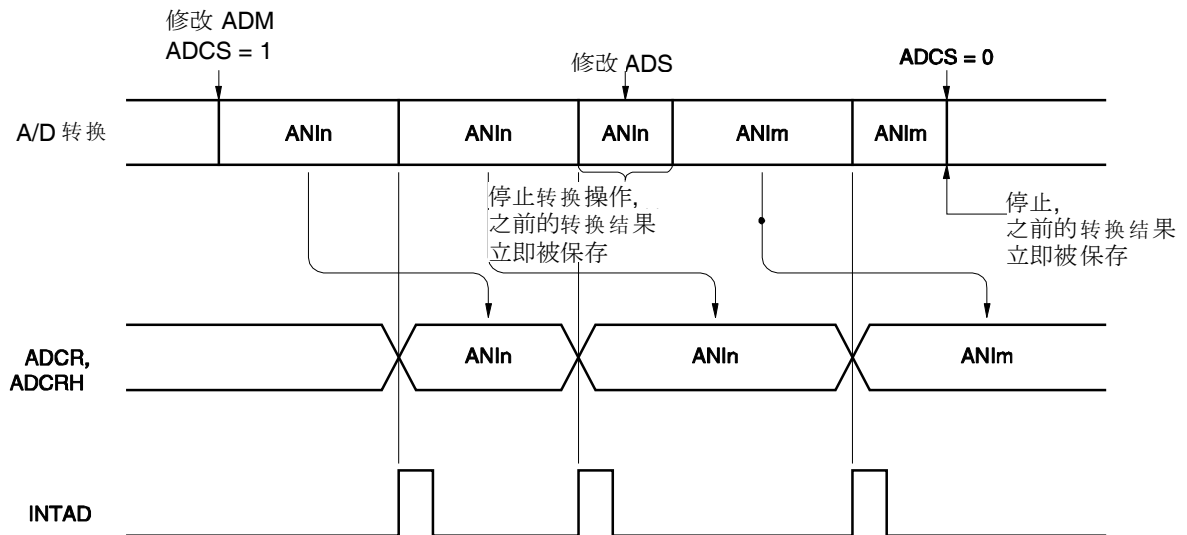 修改 ADM
ADCS = 1
修改 ADS
ADCS = 0
A/D 转换
ANIn
ANIn
ANIn
ANIm
ANIm
停止转换操作,
之前的转换结果
立即被保存
停止,
之前的转换结果
立即被保存
ADCR,
ADCRH
ANIn
ANIn
ANIm
INTAD